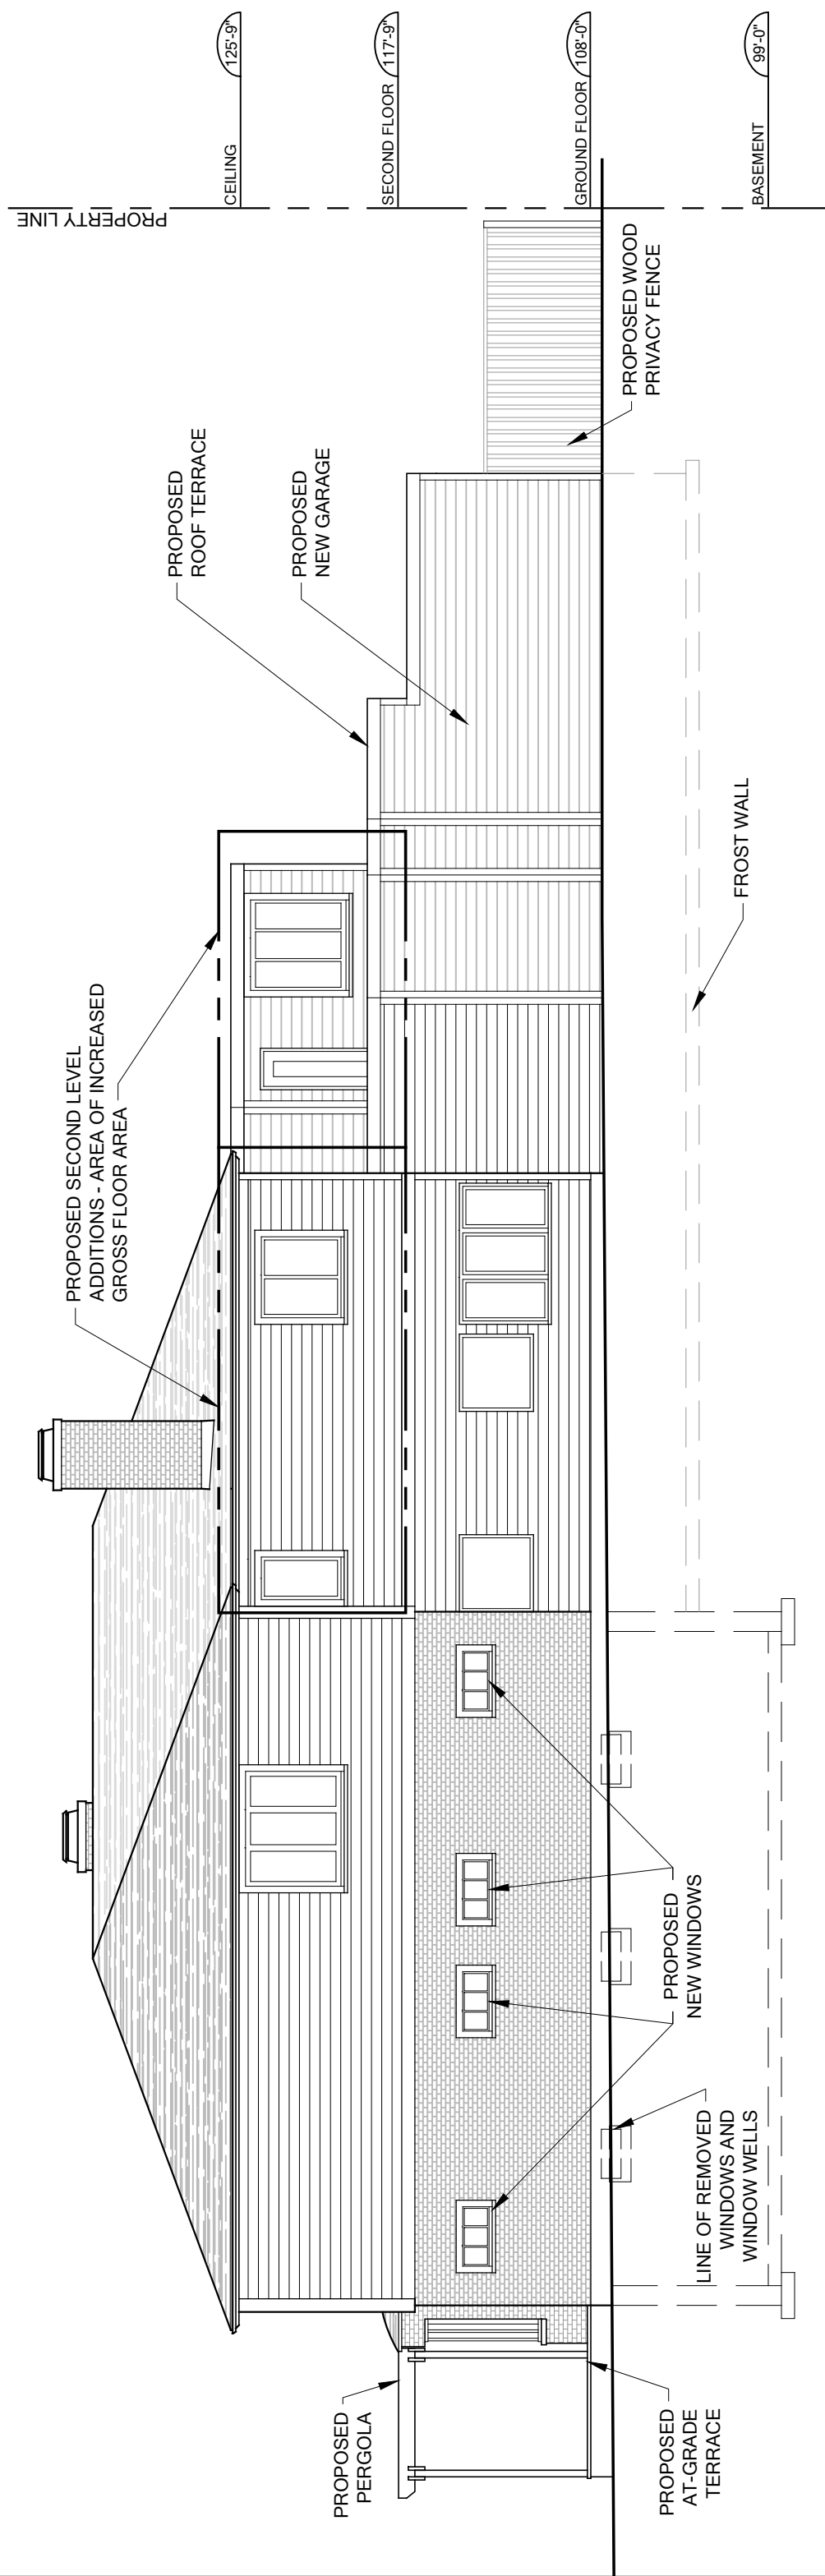 PROPOSED
PERGOLA
PROPOSED
AT-GRADE
TERRACE
LINE OF REMOVED
WINDOWS AND
WINDOW WELLS
PROPOSED
NEW WINDOWS
PROPOSED SECOND LEVEL
ADDITIONS - AREA OF INCREASED
GROSS FLOOR AREA
FROST WALL
PROPOSED
ROOF TERRACE
PROPOSED
NEW GARAGE
PROPOSED WOOD
PRIVACY FENCE
PROPERTY LINE
CEILING
125'-9"
SECOND FLOOR
117'-9"
GROUND FLOOR
108'-0"
BASEMENT
99'-0"